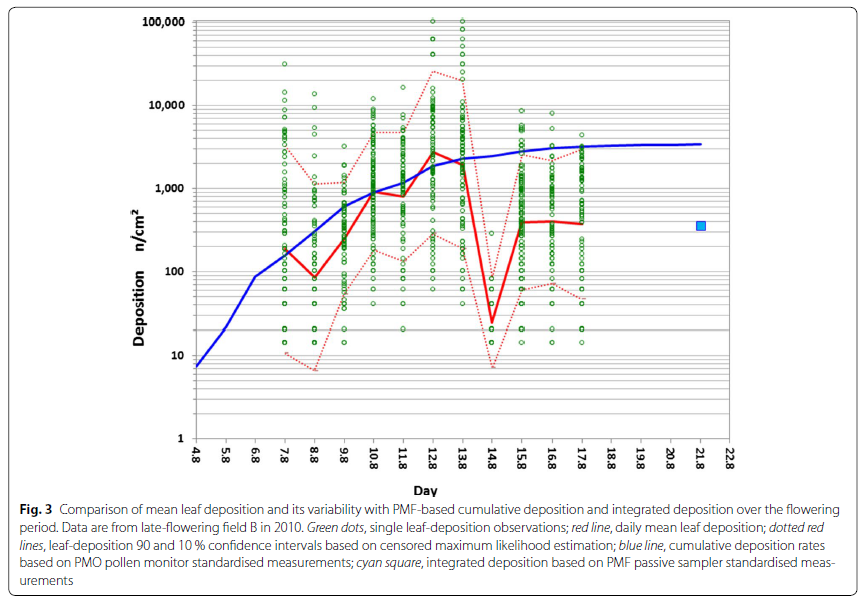 100,000
10,000
1,000
100
10
1
Deposition n/cm²
4.8 5.8 6.8 7.8 8.8 9.8 10.8 11.8 12.8 13.8 14.8 15.8 16.8 17.8 18.8 19.8 21.8 22.8
Day
Fig. 3 Comparison of mean leaf deposition and its variability with PMF-based cumulative deposition and integrated deposition over the flowering
period. Data are from late-flowering field B in 2010. Green dots, single leaf-deposition observations; red line, daily mean leaf deposition; dotted red
lines, leaf-deposition 90 and 10 % confidence intervals based on censored maximum likelihood estimation; blue line, cumulative deposition rates
based on PMO pollen monitor standardised measurements; cyan square, integrated deposition based on PMF passive sampler standardised meas-
urements